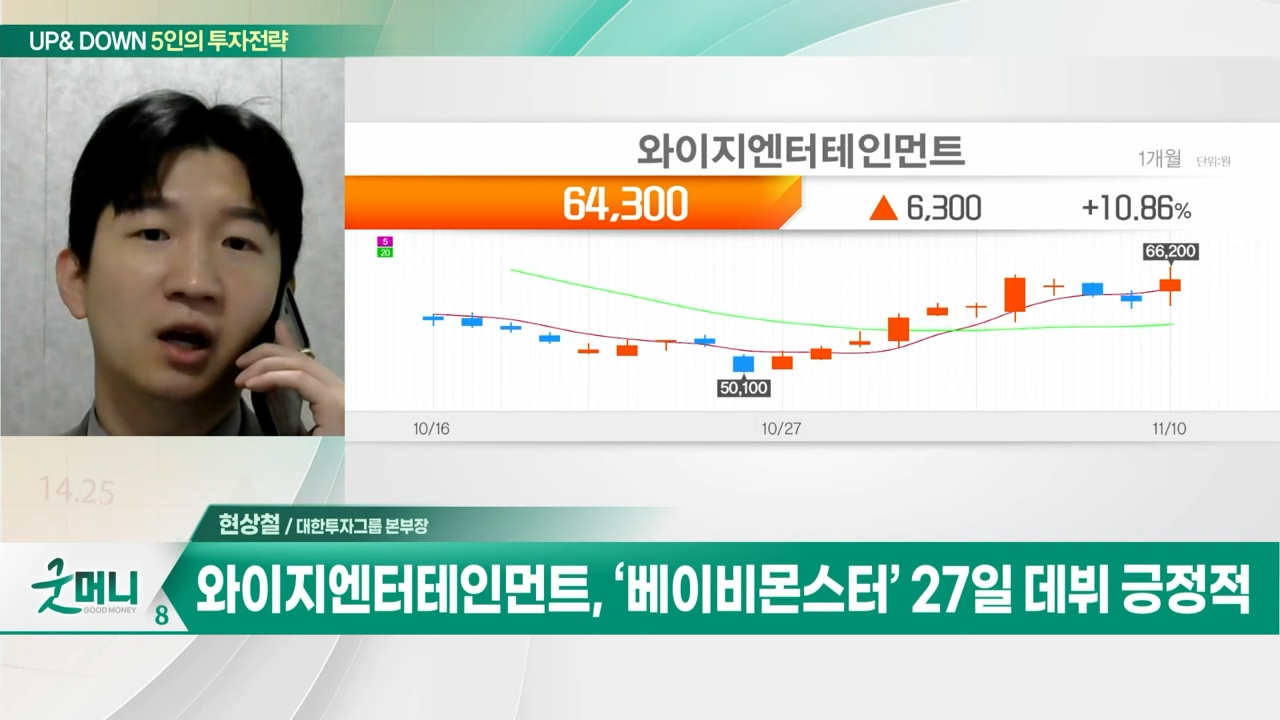 UP& DOWN 5인의 투자전략
와이지엔터테인먼트
1개월 단위:원
64,300 ▲ 6,300 +10.86%
5
20
66,200
50,100
10/16 10/27 11/10
14.25
현상철 / 대한투자그룹 본부장
굿머니
GOOD MONEY
8
와이지엔터테인먼트, ‘베이비몬스터’ 27일 데뷔 긍정적